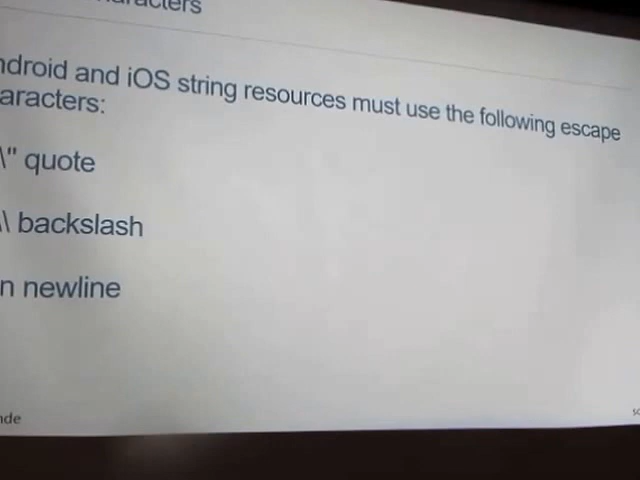 aracters
ndroid and iOS string resources must use the following escape
aracters:
\" quote
\\ backslash
n newline
nde